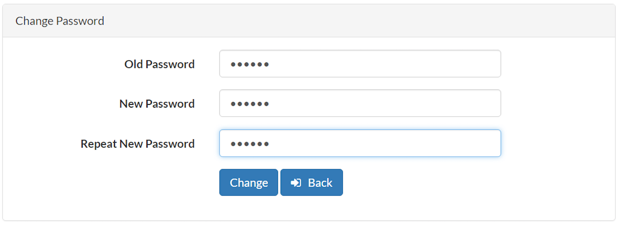 Change Password
Old Password ••••••
New Password ••••••
Repeat New Password ••••••
Change Back